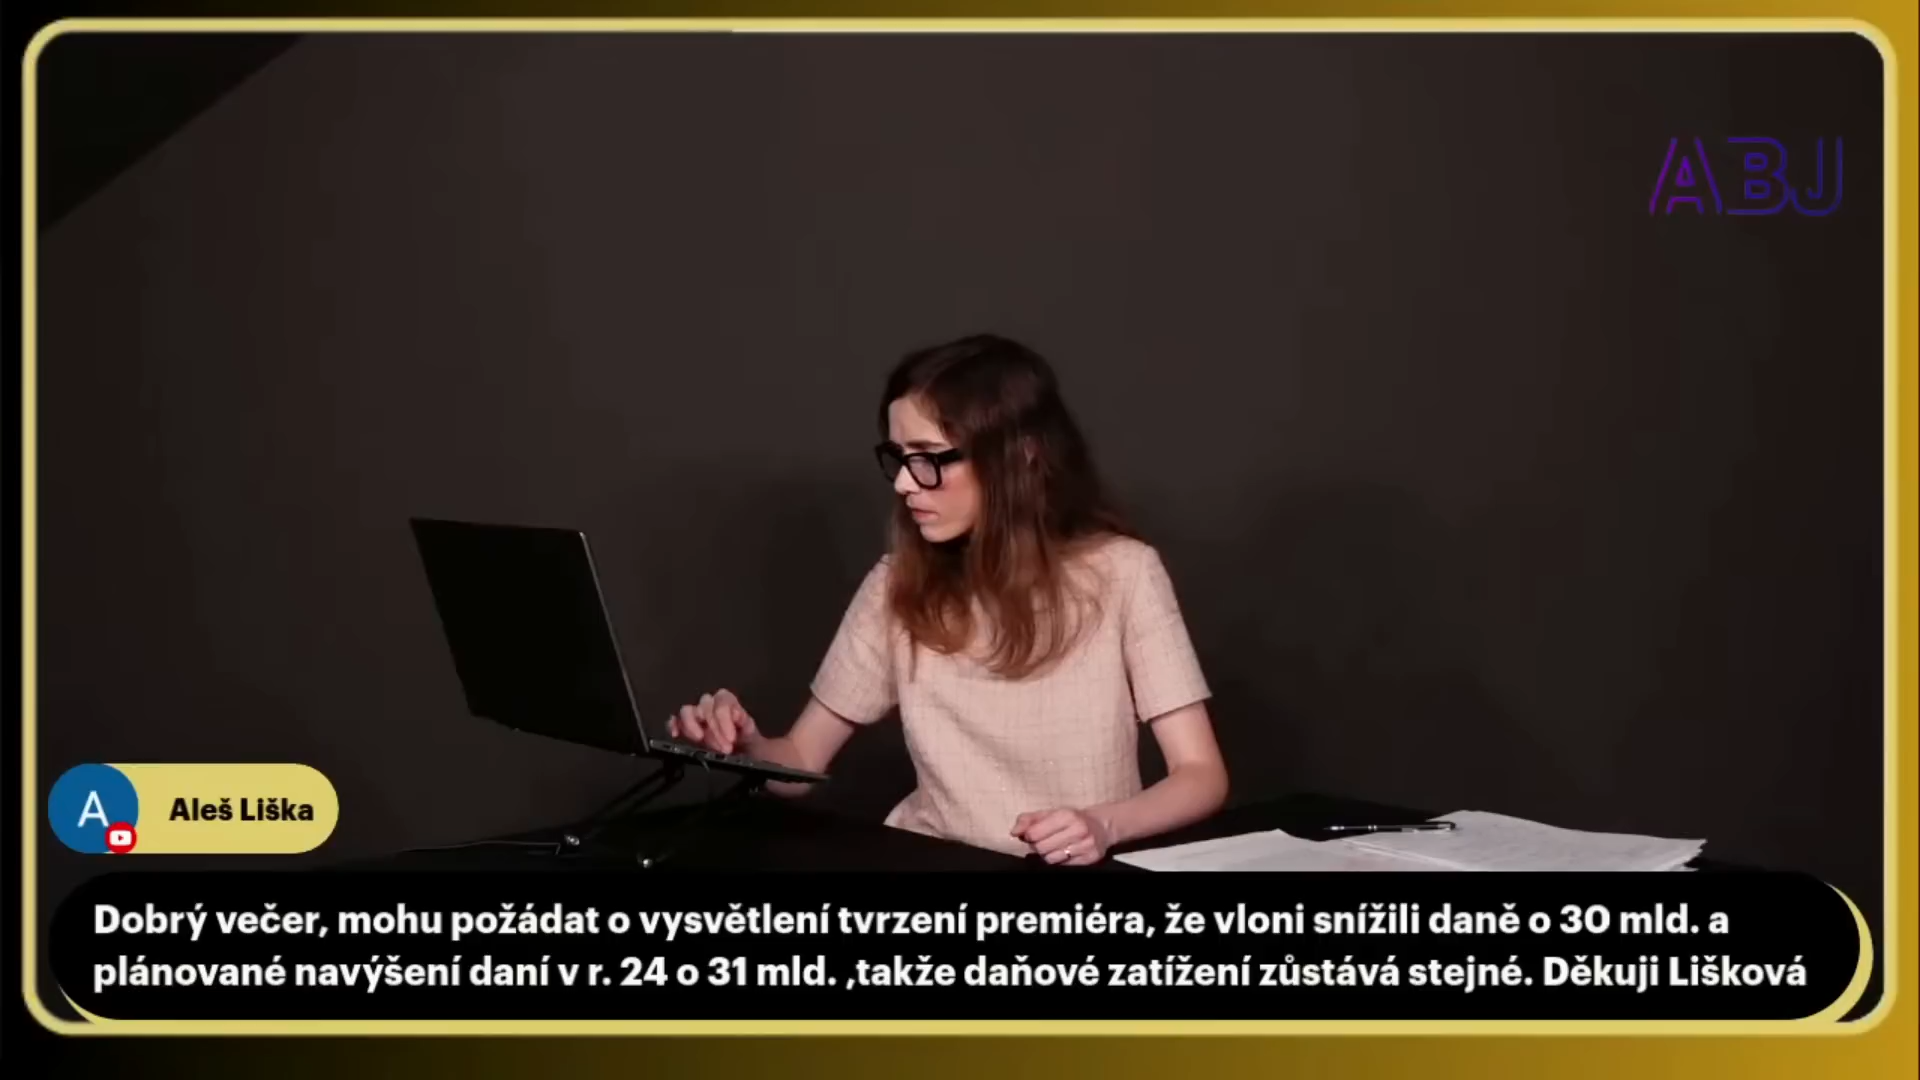 ABJ
A
Aleš Liška
Dobrý večer, mohu požádat o vysvětlení tvrzení premiéra, že vloni snížili daně o 30 mld. a
plánované navýšení daní v r. 24 o 31 mld. ,takže daňové zatížení zůstává stejné. Děkuji Lišková